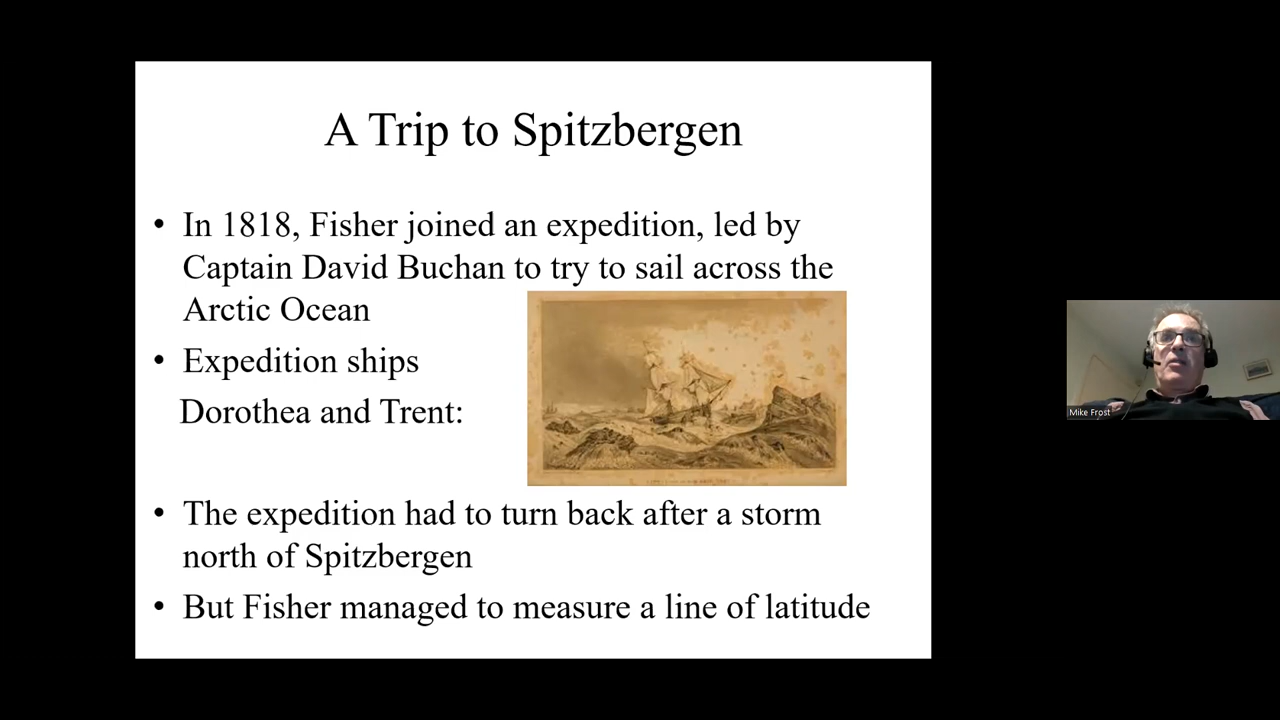 A Trip to Spitzbergen
• In 1818, Fisher joined an expedition, led by
Captain David Buchan to try to sail across the
Arctic Ocean
• Expedition ships
Dorothea and Trent:
• The expedition had to turn back after a storm
north of Spitzbergen
• But Fisher managed to measure a line of latitude
Mike Frost